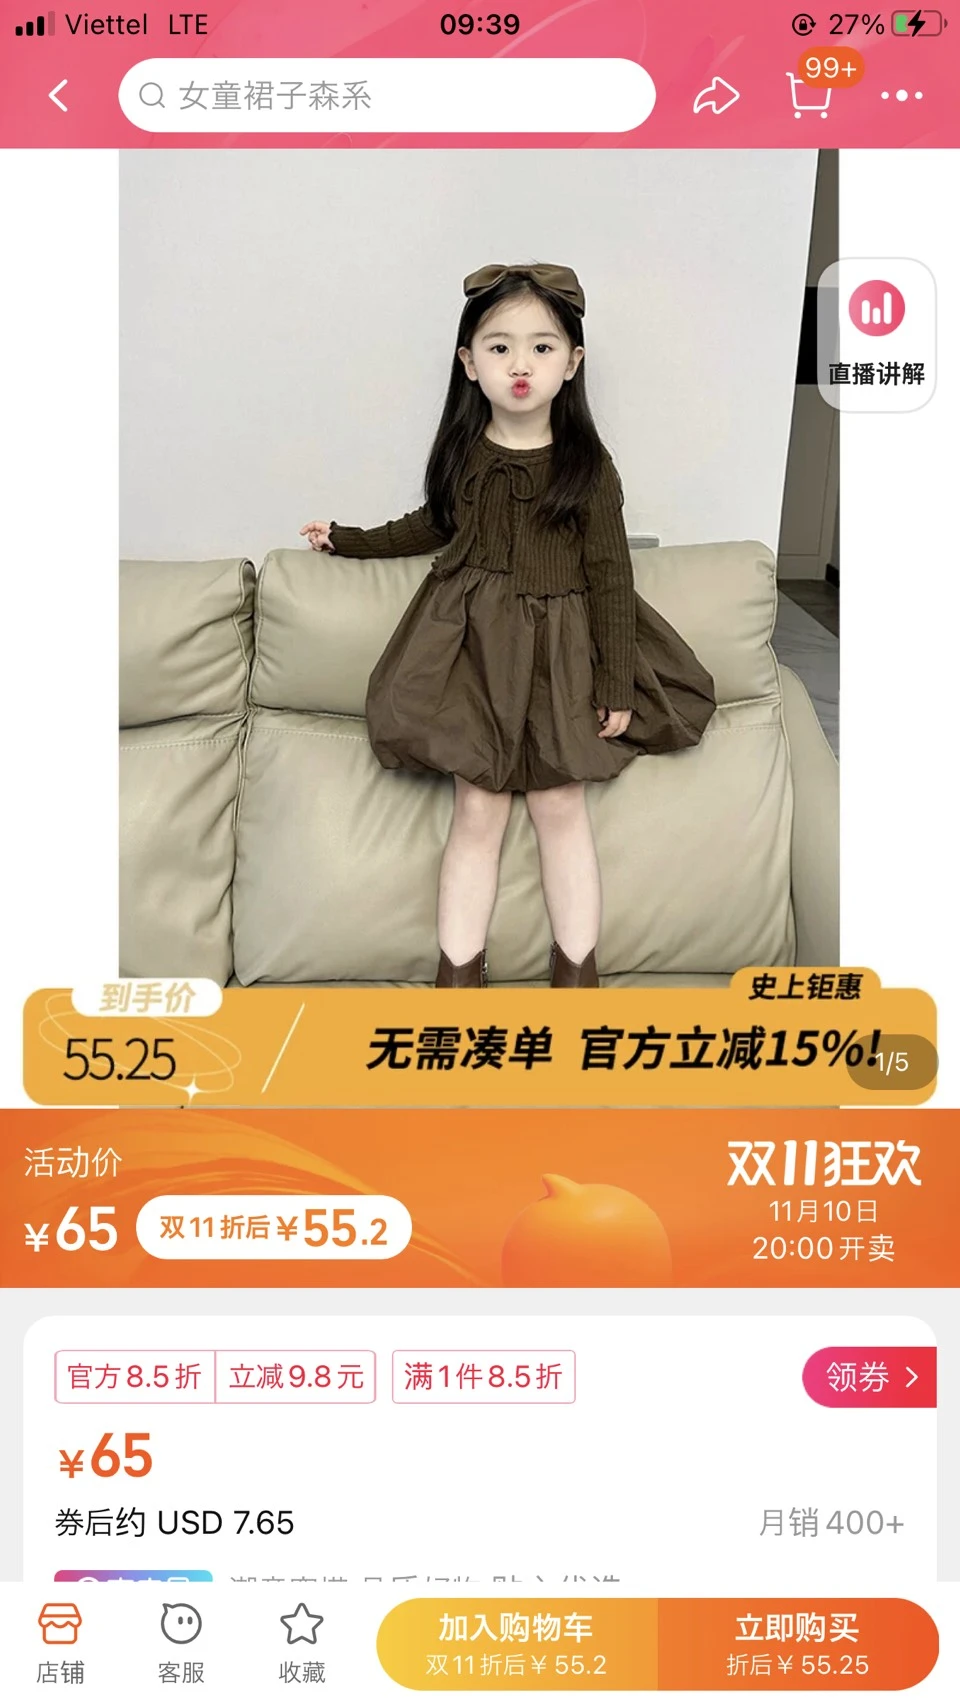 Viettel LTE
09:39
27%
女童裙子森系
99+
直播讲解
到手价
55.25
史上钜惠
无需凑单 官方立减15%!
1/5
活动价
¥65
双11折后¥55.2
双11狂欢
11月10日
20:00开卖
官方8.5折
立减9.8元
满1件8.5折
领券
¥65
券后约 USD 7.65
月销400+
店铺
客服
收藏
加入购物车
双11折后¥55.2
立即购买
折后¥55.25